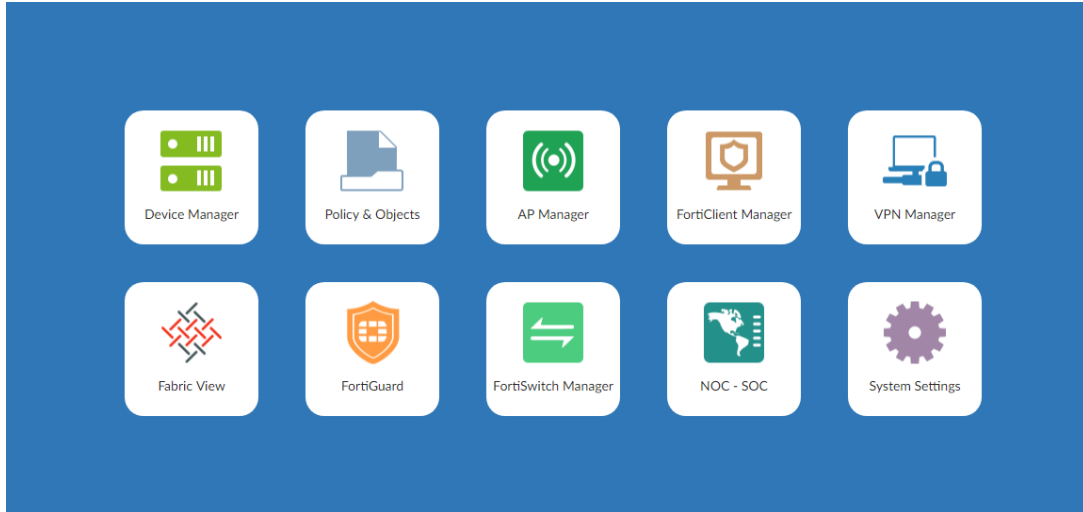 Device Manager
Policy & Objects
AP Manager
FortiClient Manager
VPN Manager
Fabric View
FortiGuard
FortiSwitch Manager
NOC - SOC
System Settings